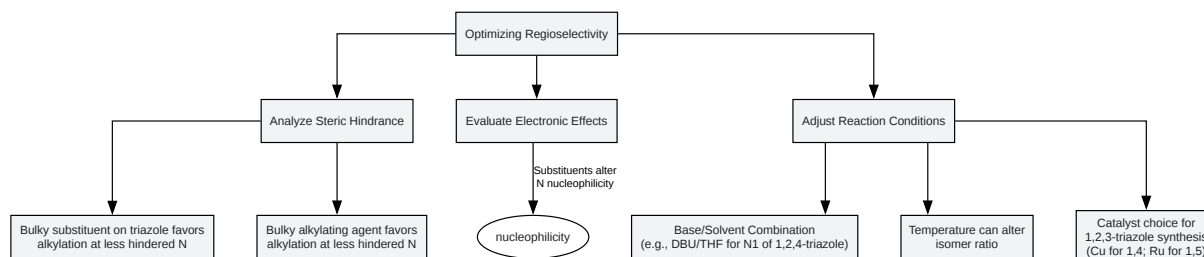 Optimizing Regioselectivity
Analyze Steric Hindrance
Evaluate Electronic Effects
Adjust Reaction Conditions
Substituents alter
N nucleophilicity
Bulky substituent on triazole favors
alkylation at less hindered N
Bulky alkylating agent favors
alkylation at less hindered N
nucleophilicity
Base/Solvent Combination
(e.g., DBU/THF for N1 of 1,2,4-triazole)
Temperature can alter
isomer ratio
Catalyst choice for
1,2,3-triazole synthesis
(Cu for 1,4; Ru for 1,5)